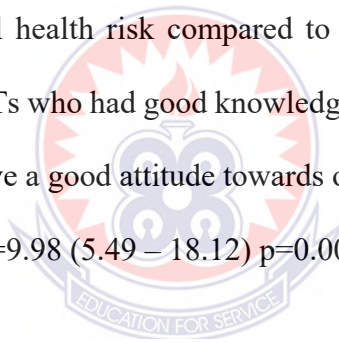 l health risk compared to
Ts who had good knowledg
ve a good attitude towards o
=9.98 (5.49 – 18.12) p=0.00
EDUCATION FOR SERVICE